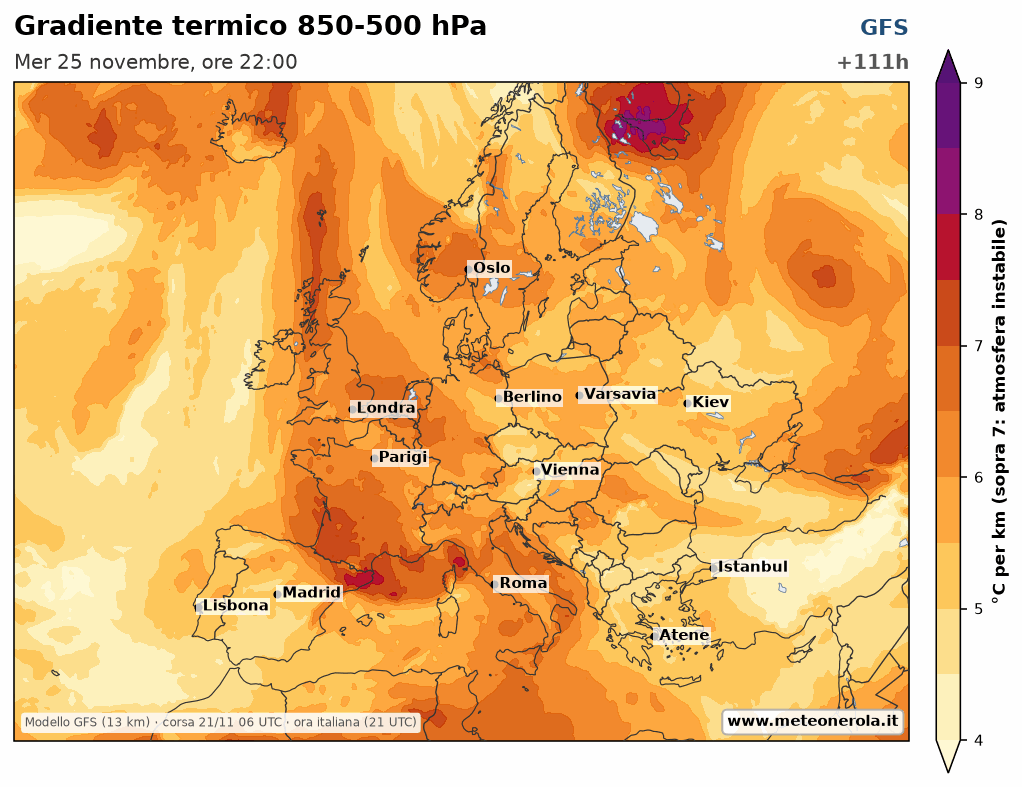 Gradiente termico 850-500 hPa
GFS
Mer 25 novembre, ore 22:00
+111h
Oslo
Berlino
Varsavia
Kiev
Londra
Parigi
Vienna
Istanbul
Roma
Madrid
Lisbona
Atene
Modello GFS (13 km) · corsa 21/11 06 UTC · ora italiana (21 UTC)
www.meteonerola.it
9
8
7
6
5
4
°C per km (sopra 7: atmosfera instabile)